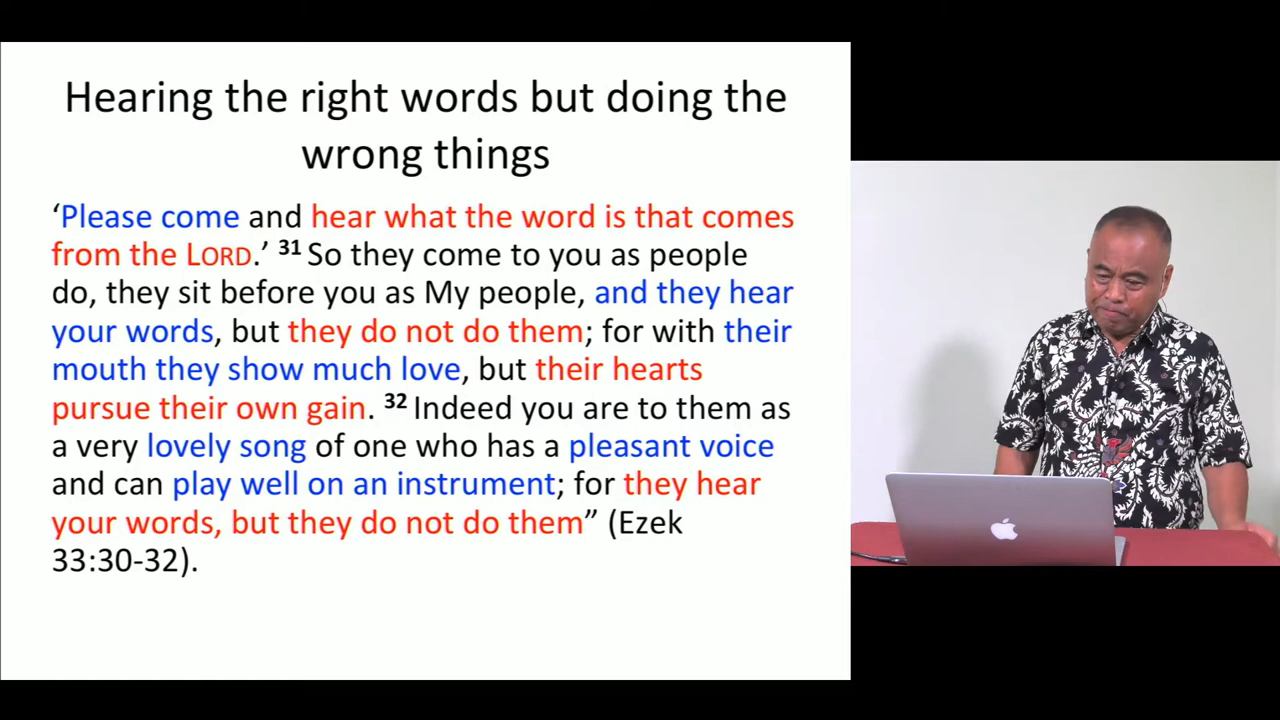 Hearing the right words but doing the
wrong things
‘Please come and hear what the word is that comes
from the LORD.’ 31 So they come to you as people
do, they sit before you as My people, and they hear
your words, but they do not do them; for with their
mouth they show much love, but their hearts
pursue their own gain. 32 Indeed you are to them as
a very lovely song of one who has a pleasant voice
and can play well on an instrument; for they hear
your words, but they do not do them” (Ezek
33:30-32).